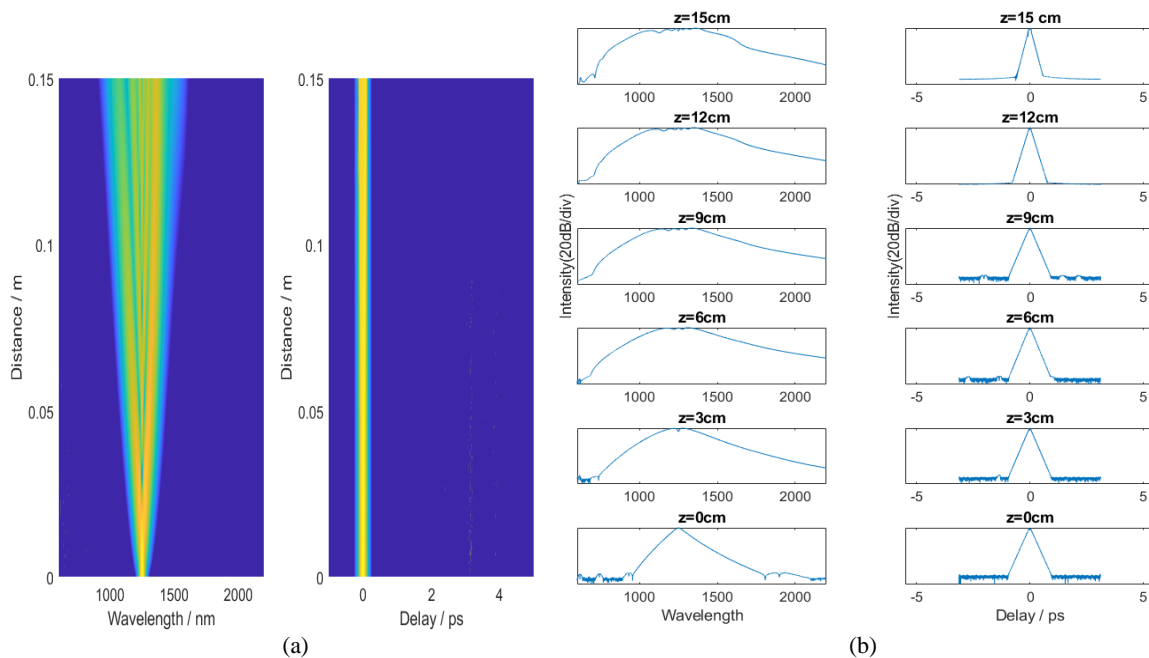 0.15
0.1
0.05
0
Distance / m
1000 1600 2000
Wavelength / nm
0.15
0.1
0.05
0
Distance / m
0 2 4
Delay / ps
(a)
z=15cm
1000 1500 2000
z=12cm
1000 1500 2000
z=9cm
1000 1500 2000
z=6cm
1000 1500 2000
z=3cm
1000 1500 2000
z=0cm
1000 1500 2000
Wavelength
Intensity(20dB/div)
z=15 cm
-5 0 5
z=12cm
-5 0 5
z=9cm
-5 0 5
z=6cm
-5 0 5
z=3cm
-5 0 5
z=0cm
-5 0 5
Delay / ps
Intensity(20dB/div)
(b)